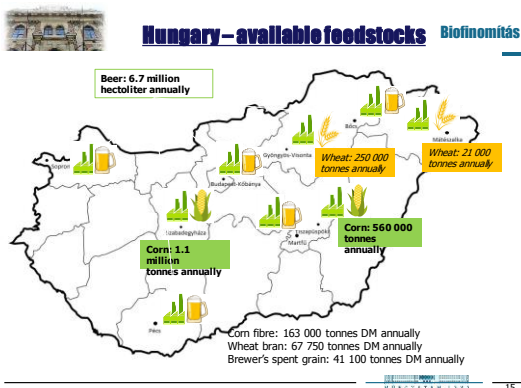 Hungary – available feedstocks
Biofinomítás
Beer: 6.7 million
hectoliter annually
Bőcs
Mátészalka
Wheat: 21 000
tonnes annually
Gyöngyös-Visonta
Wheat: 250 000
tonnes annually
Sopron
Budapest-Kőbánya
Szabadegyháza
Corn: 1.1
million
tonnes annually
Tiszapüspöki
Martfű
Corn: 560 000
tonnes
annually
Pécs
Corn fibre: 163 000 tonnes DM annually
Wheat bran: 67 750 tonnes DM annually
Brewer's spent grain: 41 100 tonnes DM annually
15